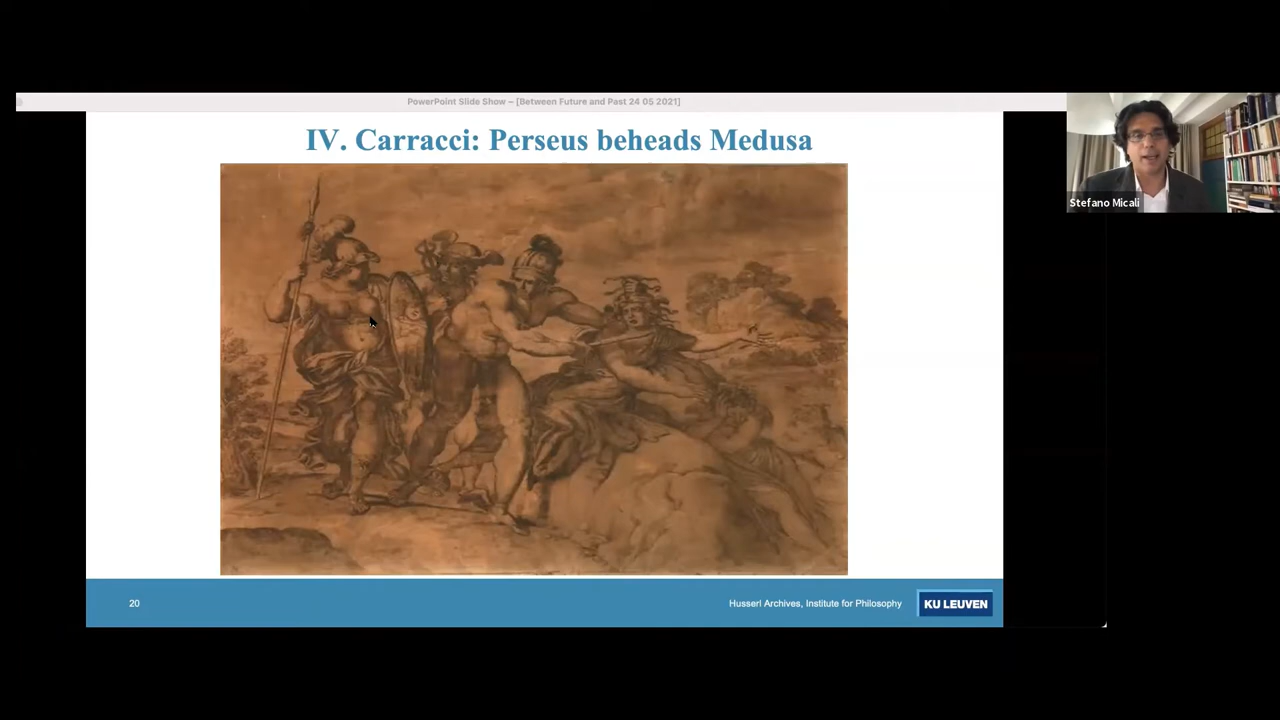 PowerPoint Slide Show – [Between Future and Past 24 05 2021]
IV. Carracci: Perseus beheads Medusa
Stefano Micali
20
Husserl Archives, Institute for Philosophy
KU LEUVEN